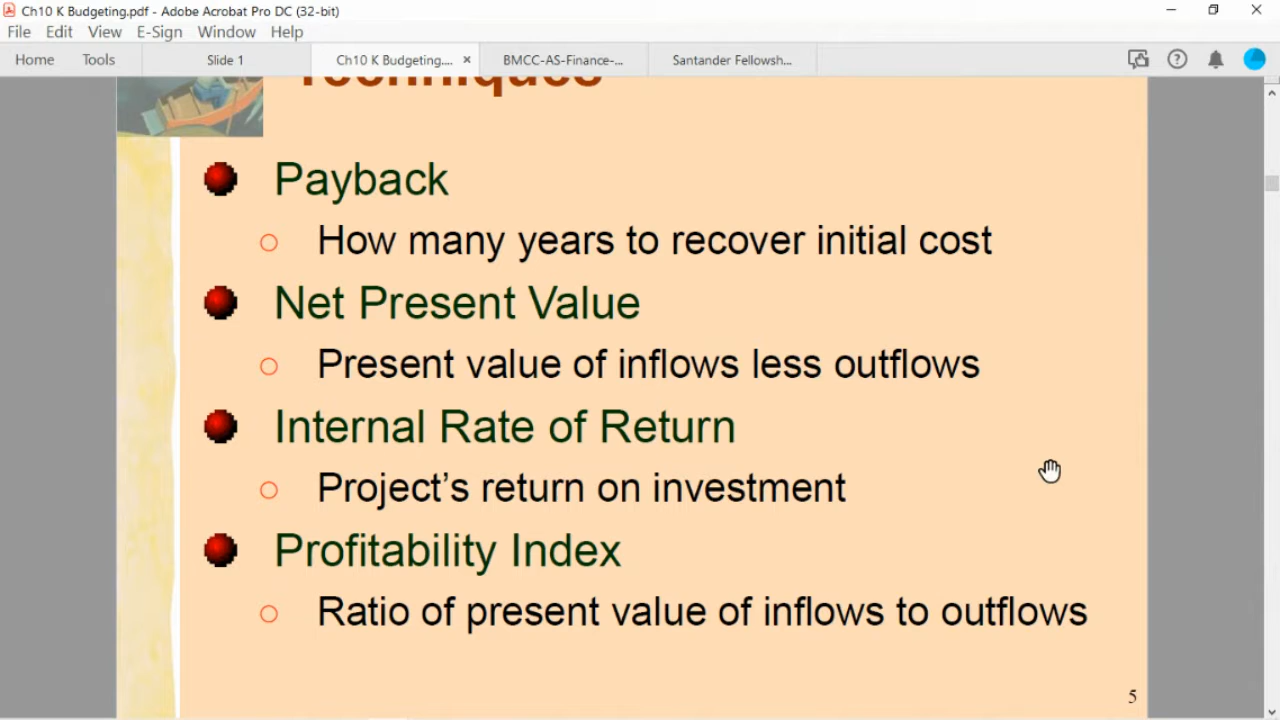 Ch10 K Budgeting.pdf - Adobe Acrobat Pro DC (32-bit)
File Edit View E-Sign Window Help
Home Tools Slide 1 Ch10 K Budgeting.... × BMCC-AS-Finance-... Santander Fellowsh...
Techniques
Payback
How many years to recover initial cost
Net Present Value
Present value of inflows less outflows
Internal Rate of Return
Project’s return on investment
Profitability Index
Ratio of present value of inflows to outflows
5